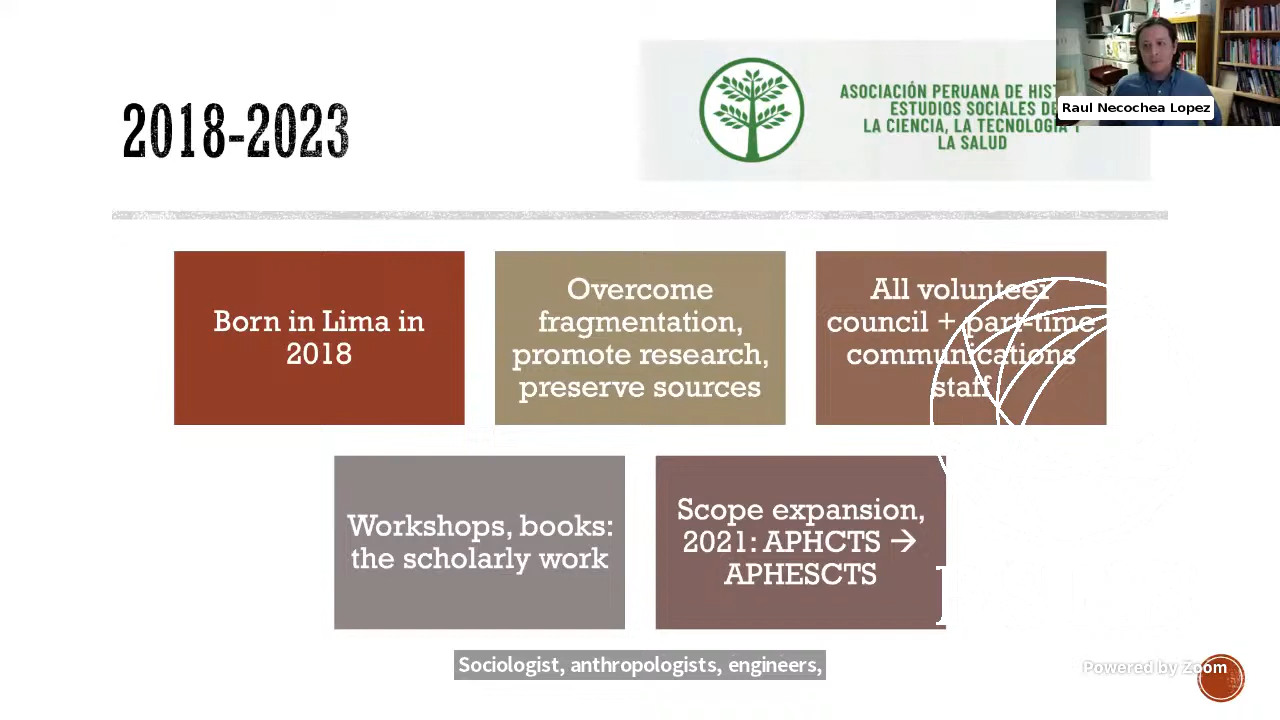 2018-2023
ASOCIACIÓN PERUANA DE HIST
ESTUDIOS SOCIALES DE
LA CIENCIA, LA TECNOLOGÍA Y
LA SALUD
Raul Necochea Lopez
Born in Lima in
2018
Overcome
fragmentation,
promote research,
preserve sources
All volunteer
council + part-time
communications
staff
Workshops, books:
the scholarly work
Scope expansion,
2021: APHCTS →
APHESCTS
Sociologist, anthropologists, engineers,
Powered by Zoom